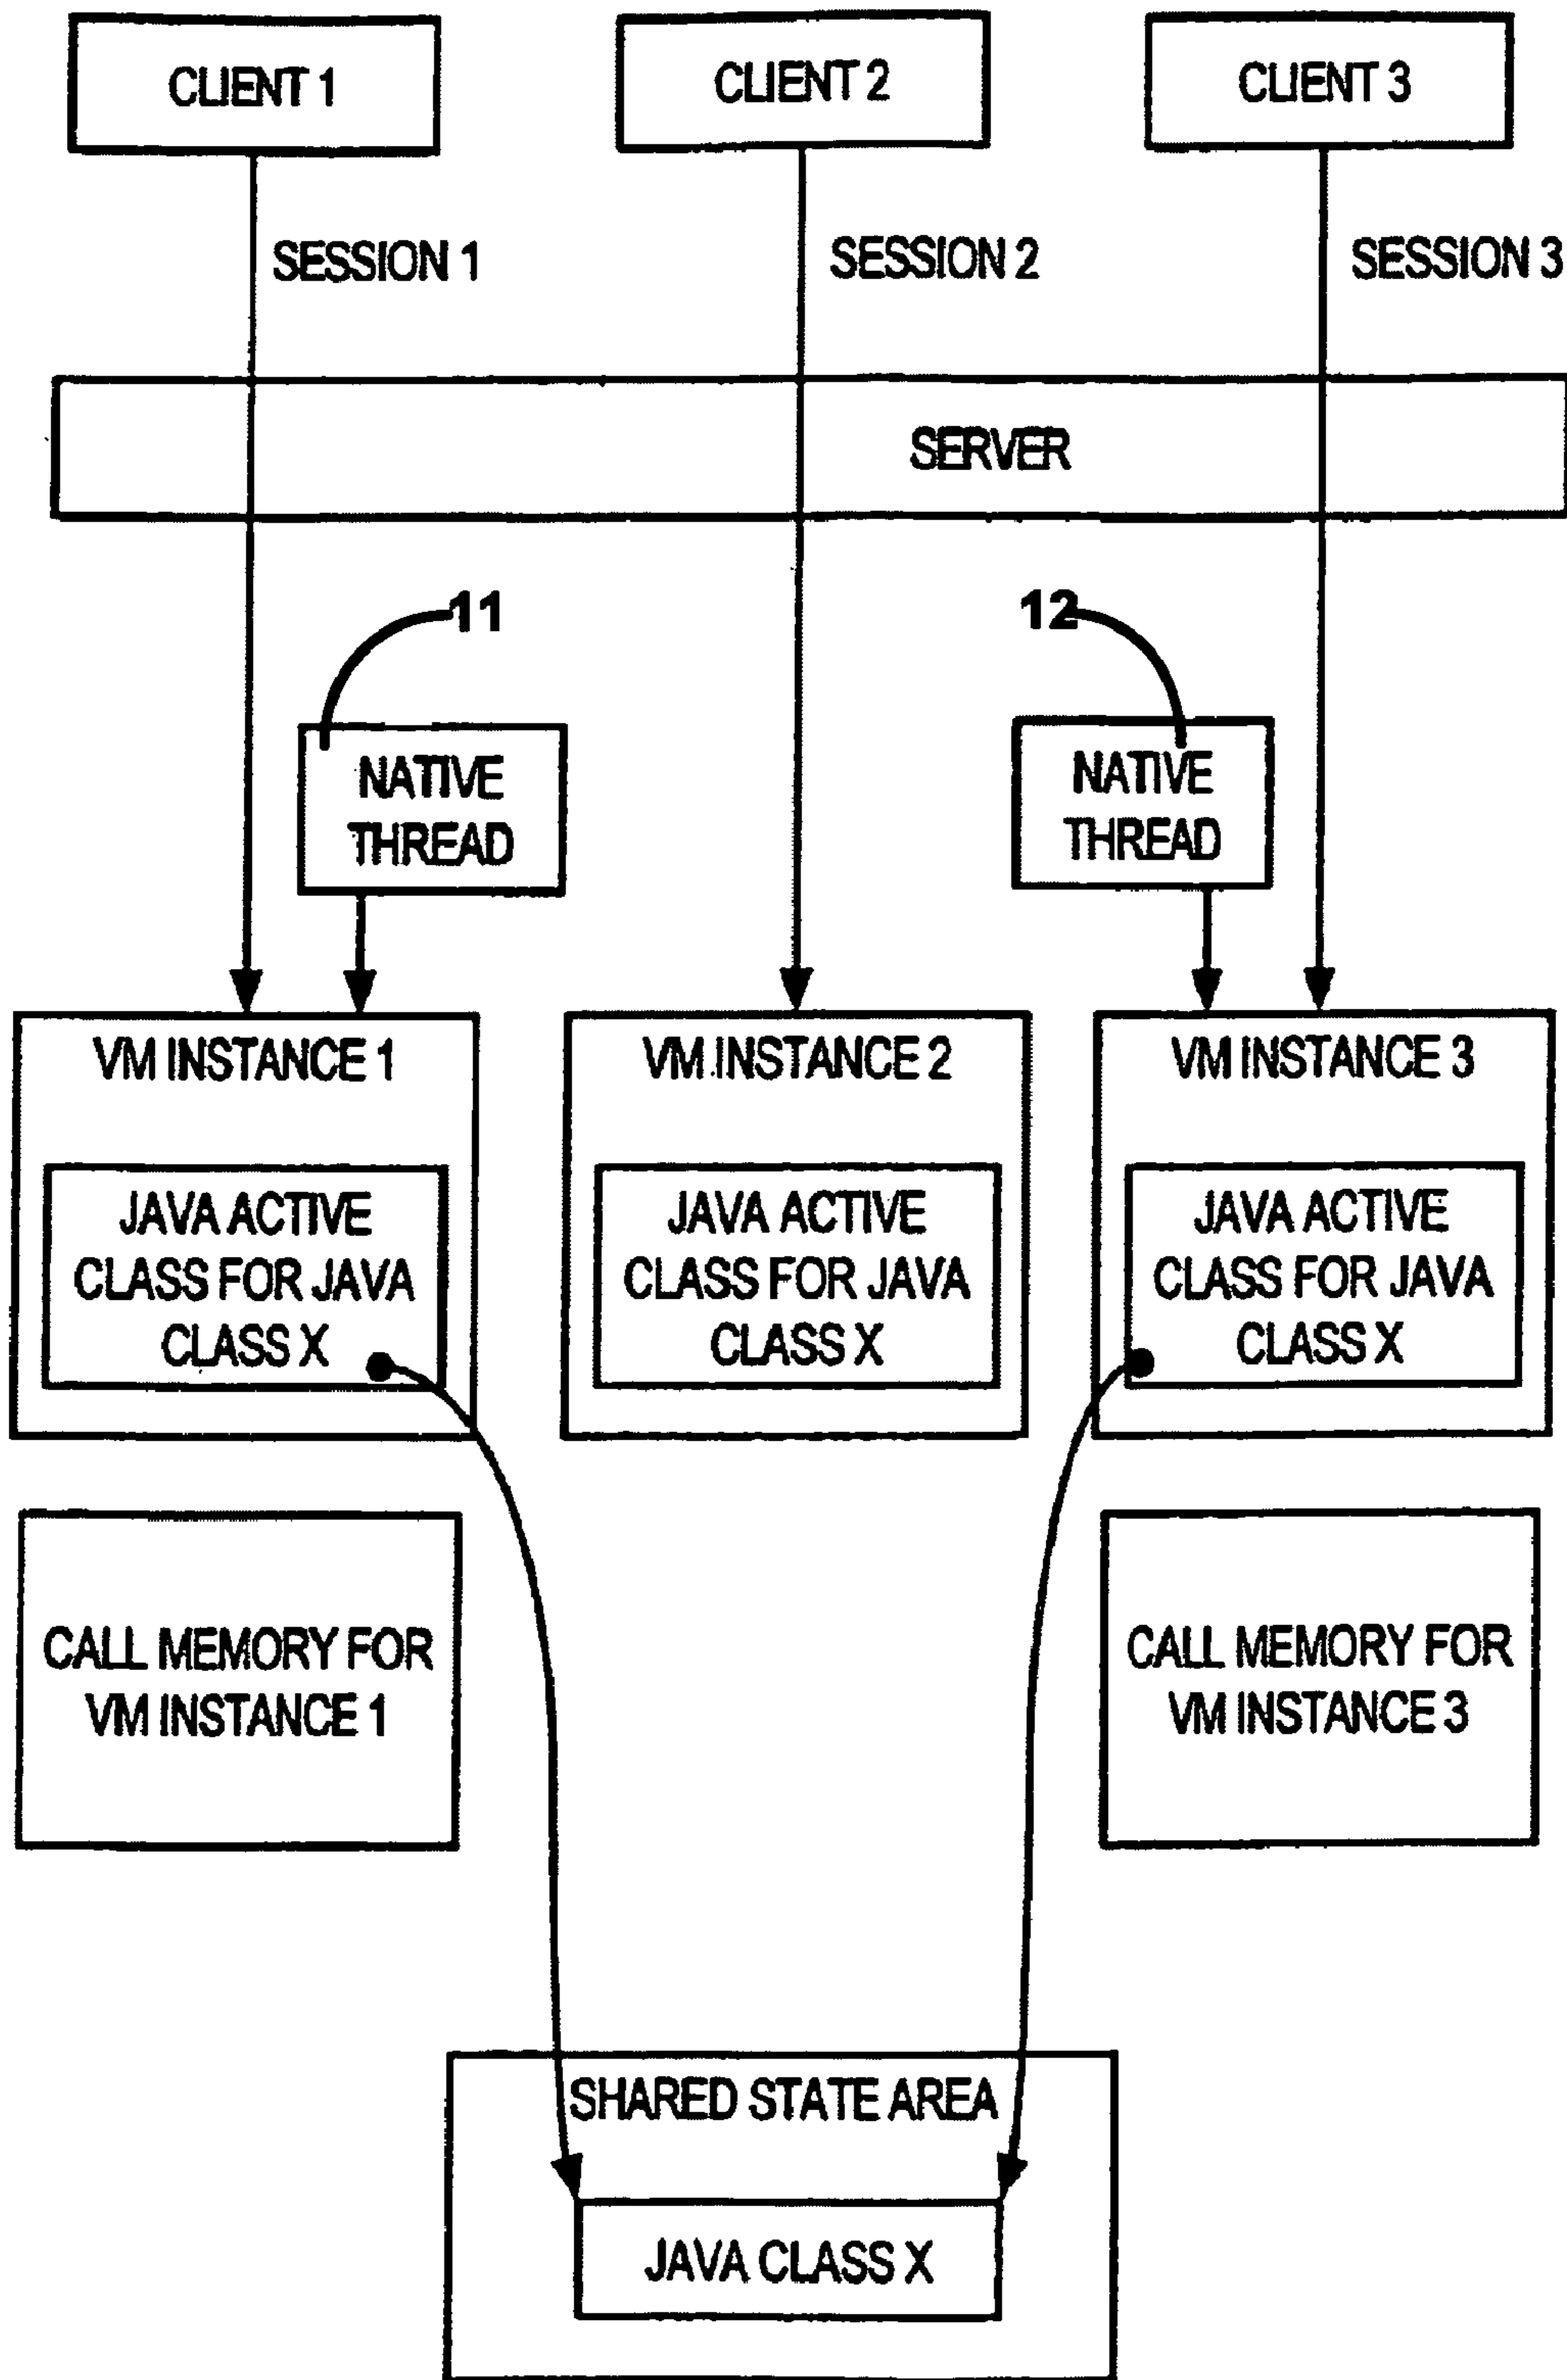 CLIENT 1
CLIENT 2
CLIENT 3
SESSION 1
SESSION 2
SESSION 3
SERVER
11
12
NATIVE
THREAD
NATIVE
THREAD
VM INSTANCE 1
VM INSTANCE 2
VM INSTANCE 3
JAVA ACTIVE
CLASS FOR JAVA
CLASS X
JAVA ACTIVE
CLASS FOR JAVA
CLASS X
JAVA ACTIVE
CLASS FOR JAVA
CLASS X
CALL MEMORY FOR
VM INSTANCE 1
CALL MEMORY FOR
VM INSTANCE 3
SHARED STATE AREA
JAVA CLASS X